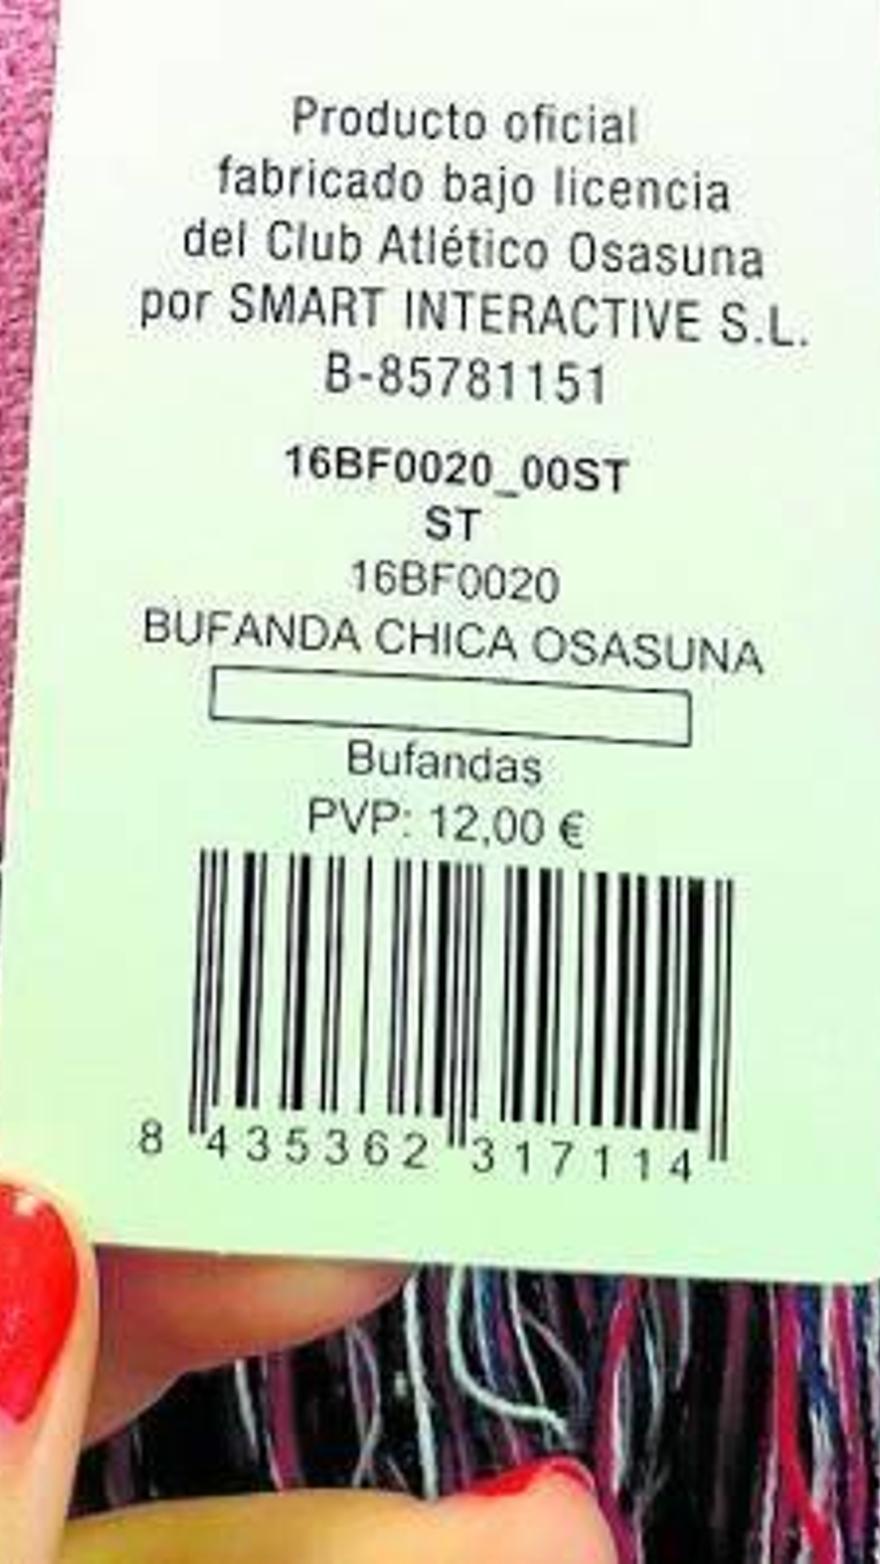 Producto oficial
fabricado bajo licencia
del Club Atlético Osasuna
por SMART INTERACTIVE S.L.
B-85781151
16BF0020_00ST
ST
16BF0020
BUFANDA CHICA OSASUNA
Bufandas
PVP: 12,00 €
8 435362 317114